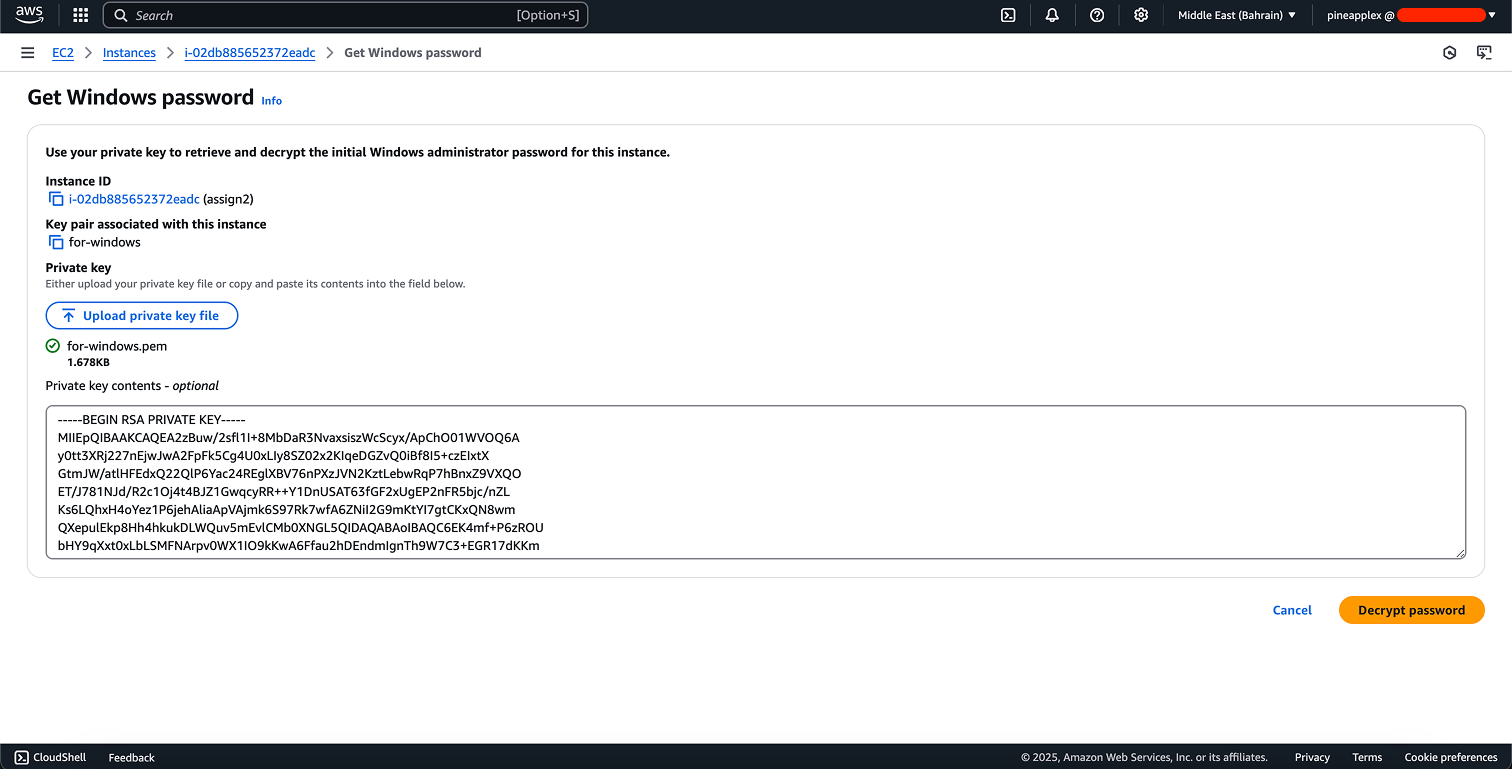 aws
Search [Option+S]
Middle East (Bahrain)
pineapplex @
EC2 > Instances > i-02db885652372eadc > Get Windows password
Get Windows password Info
Use your private key to retrieve and decrypt the initial Windows administrator password for this instance.
Instance ID
i-02db885652372eadc (assign2)
Key pair associated with this instance
for-windows
Private key
Either upload your private key file or copy and paste its contents into the field below.
Upload private key file
for-windows.pem
1.678KB
Private key contents - optional
-----BEGIN RSA PRIVATE KEY-----
MIIEpQIBAAKCAQEA2zBuw/2sfl1I+8MbDaR3NvaxsiszWcScyx/ApChO01WVOQ6A
y0tt3XRj227nEjwJwA2FpFk5Cg4U0xLIy8SZ02x2KIqeDGZvQ0iBf8I5+czEIxtX
GtmJW/atlHFEdxQ22QlP6Yac24REglXBV76nPXzJVN2KztLebwRqP7hBnxZ9VXQO
ET/J781NJd/R2c1Oj4t4BJZ1GwqcyRR++Y1DnUSAT63fGF2xUgEP2nFR5bjc/nZL
Ks6LQhxH4oYez1P6jehAliaApVAjmk6S97Rk7wfA6ZNiI2G9mKtYI7gtCKxQN8wm
QXepulEkp8Hh4hkukDLWQuv5mEvlCMb0XNGL5QIDAQABAoIBAQC6EK4mf+P6zROU
bHY9qXxt0xLbLSMFNArpv0WX1IO9kKwA6Ffau2hDEndmIgnTh9W7C3+EGR17dKKm
Cancel
Decrypt password
CloudShell
Feedback
© 2025, Amazon Web Services, Inc. or its affiliates.
Privacy
Terms
Cookie preferences